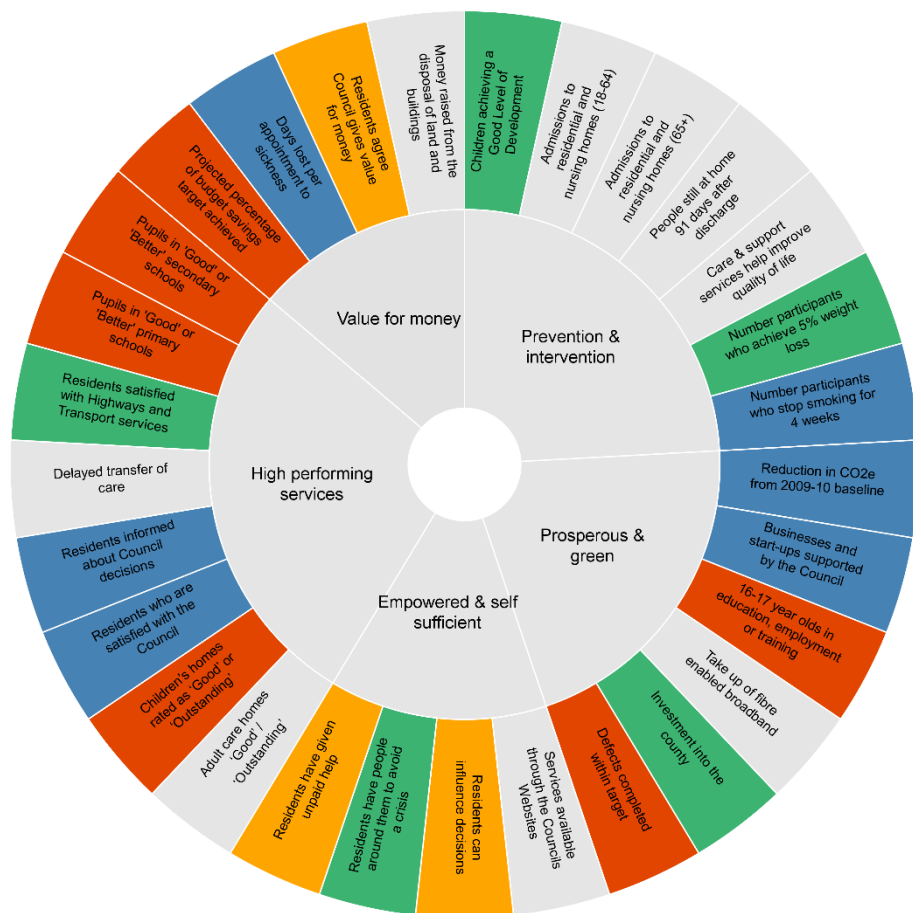 Children achieving a
Good Level of
Development
Admissions to
residential and
nursing homes (18-64)
Admissions to
residential and
nursing homes (65+)
People still at home
91 days after
discharge
Care & support
services help improve
quality of life
Number participants
who achieve 5% weight
loss
Number participants
who stop smoking for
4 weeks
Reduction in CO2e
from 2009-10 baseline
Businesses and
start-ups supported
by the Council
16-17 year olds in
education, employment
or training
Take up of fibre
enabled broadband
Investment into the
county
Defects completed
within target
Services available
through the Councils
Websites
Residents can
influence decisions
Residents have people
around them to avoid
a crisis
Residents have given
unpaid help
Adult care homes
'Good' /
'Outstanding'
Children's homes
rated as 'Good' or
'Outstanding'
Residents who are
satisfied with the
Council
Residents informed
about Council
decisions
Delayed transfer of
care
Residents satisfied
with Highways and
Transport services
Pupils in 'Good' or
'Better' primary
schools
Pupils in 'Good' or
'Better' secondary
schools
Projected percentage
of budget savings
target achieved
Days lost per
appointment to
sickness
Residents agree
Council gives value
for money
Money raised from the
disposal of land and
buildings
Value for money
Prevention &
intervention
High performing
services
Prosperous &
green
Empowered & self
sufficient